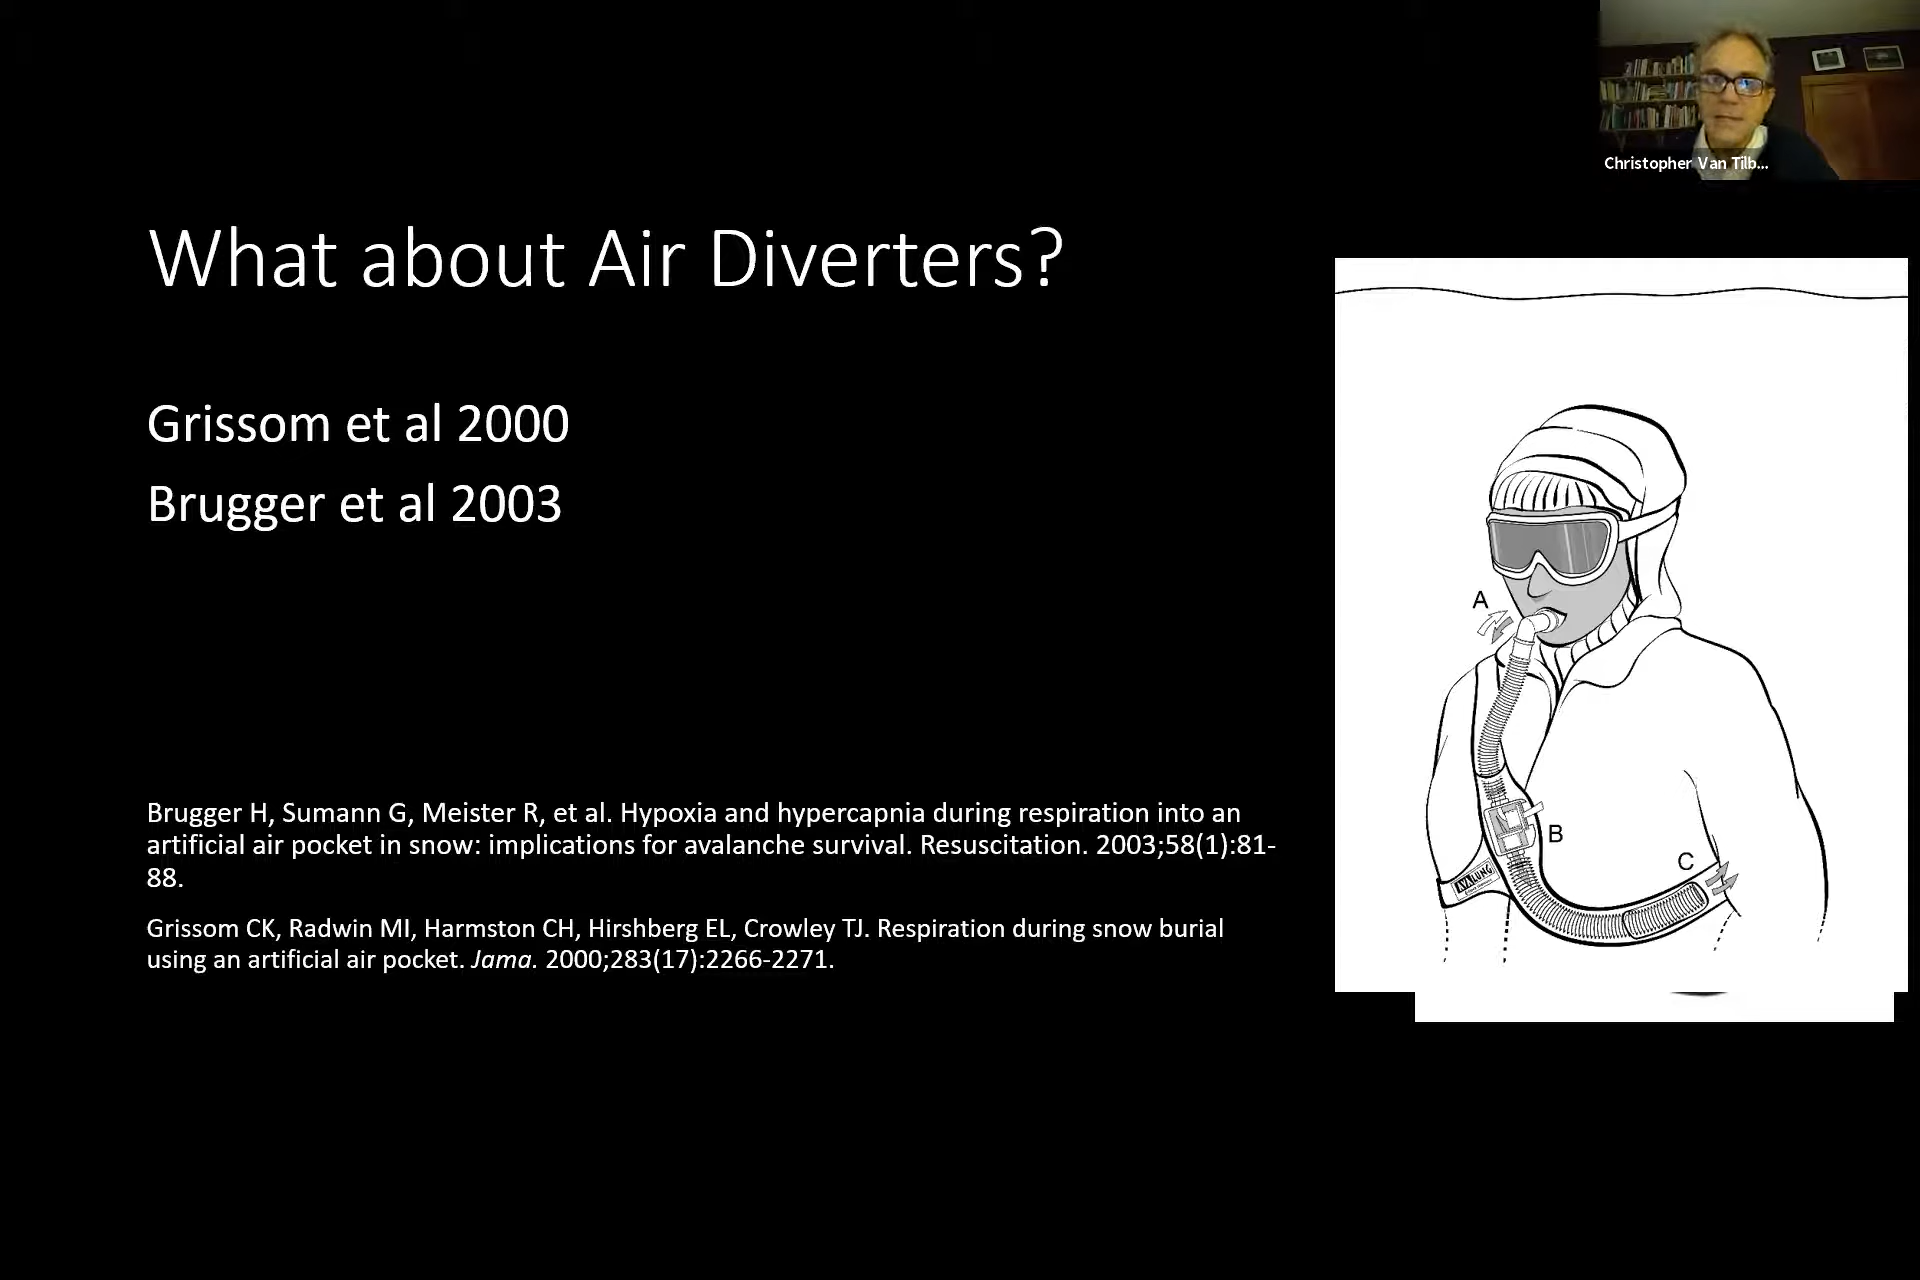 Christopher Van Tilb...
What about Air Diverters?
Grissom et al 2000
Brugger et al 2003
Brugger H, Sumann G, Meister R, et al. Hypoxia and hypercapnia during respiration into an
artificial air pocket in snow: implications for avalanche survival. Resuscitation. 2003;58(1):81-
88.
Grissom CK, Radwin MI, Harmston CH, Hirshberg EL, Crowley TJ. Respiration during snow burial
using an artificial air pocket. Jama. 2000;283(17):2266-2271.
A
B
C
AVALUNG